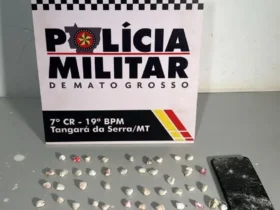 POLÍCIA
MILITAR
DE MATO GROSSO
7º CR - 19º BPM
Tangará da Serra/MT